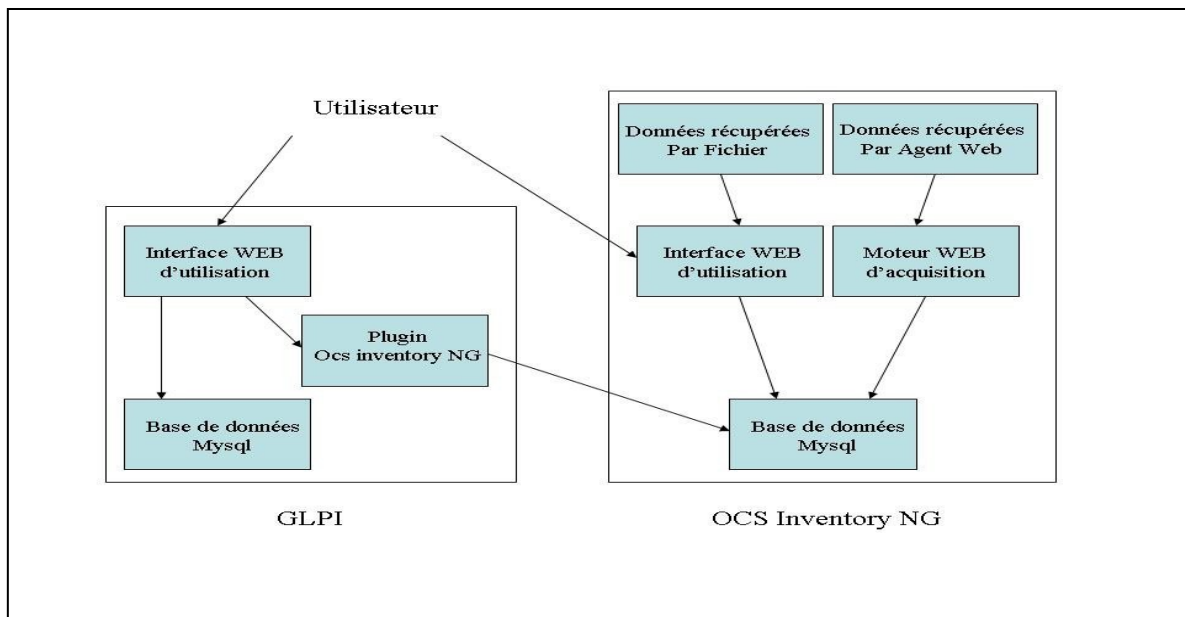 Utilisateur
Données récupérées
Par Fichier
Données récupérées
Par Agent Web
Interface WEB
d'utilisation
Interface WEB
d'utilisation
Moteur WEB
d'acquisition
Plugin
Ocs inventory NG
Base de données
Mysql
Base de données
Mysql
GLPI
OCS Inventory NG